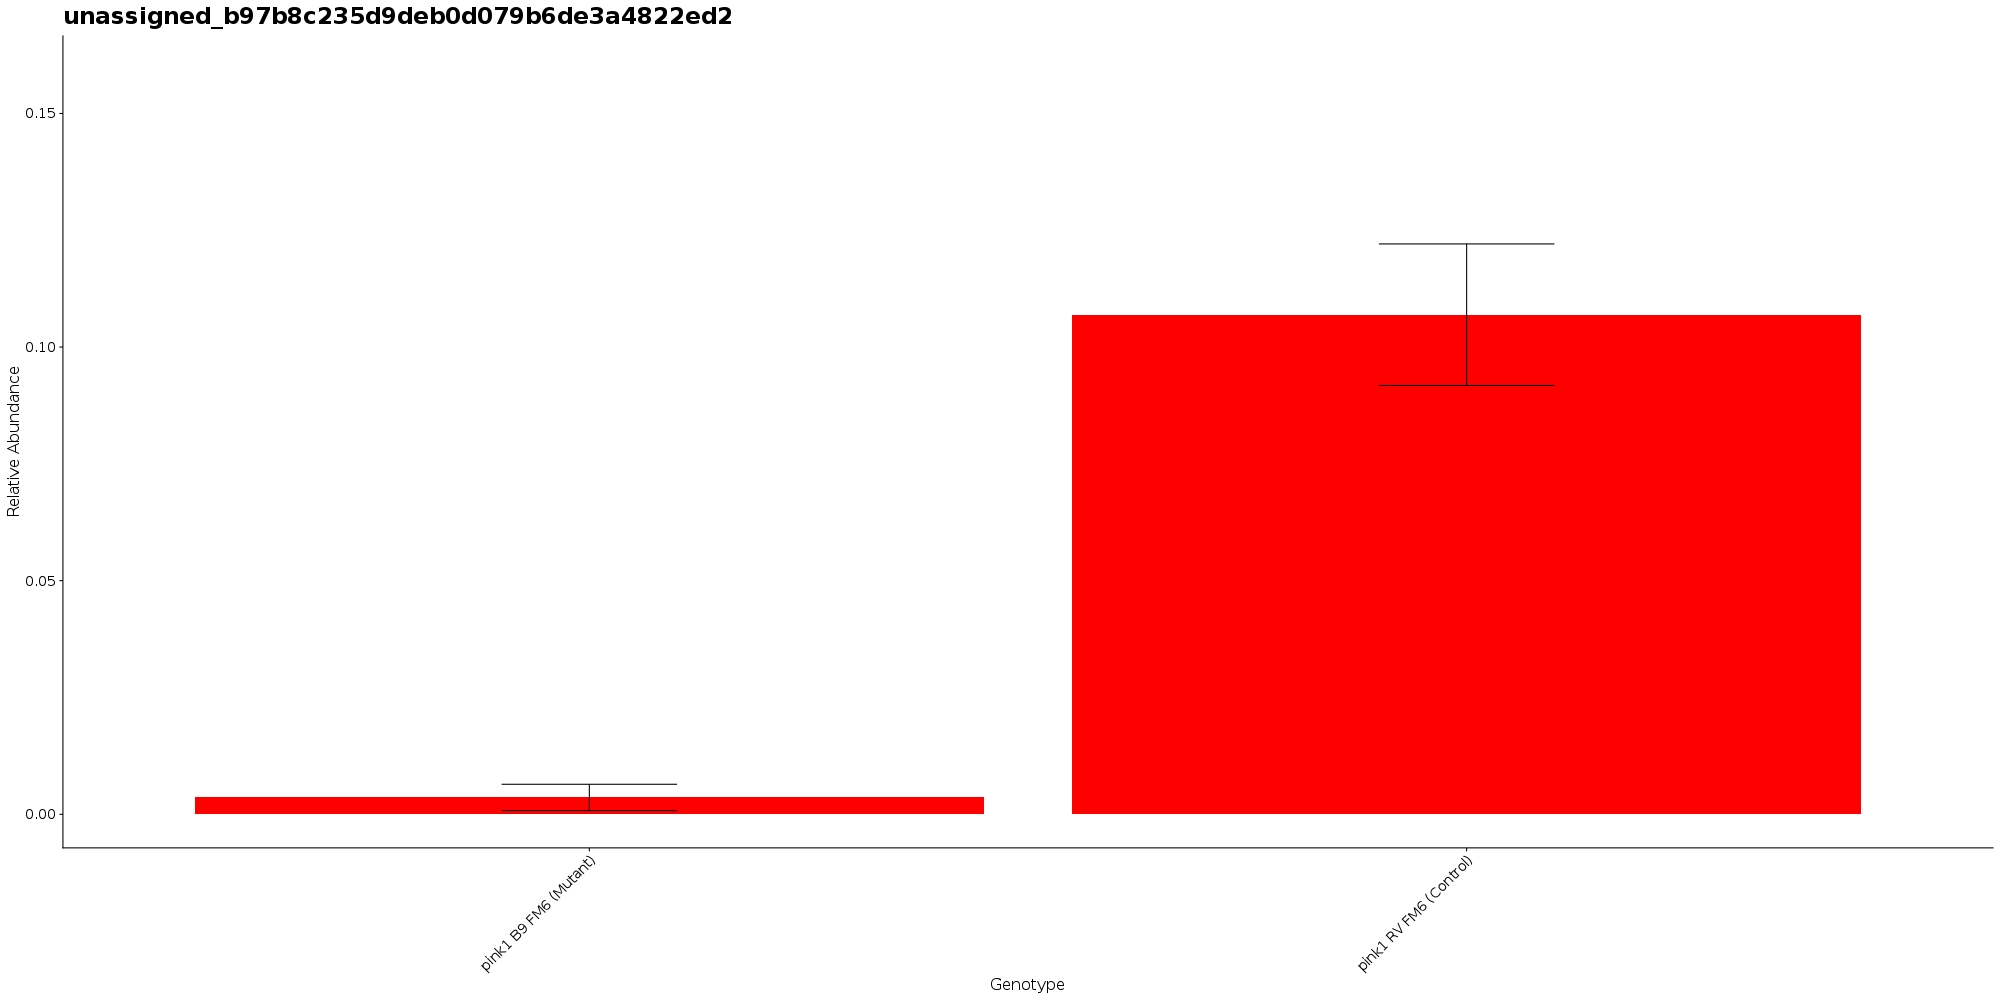 unassigned_b97b8c235d9deb0d079b6de3a4822ed2
0.15
0.10
0.05
0.00
Relative Abundance
pink1 B9 FM6 (Mutant)
pink1 RV FM6 (Control)
Genotype